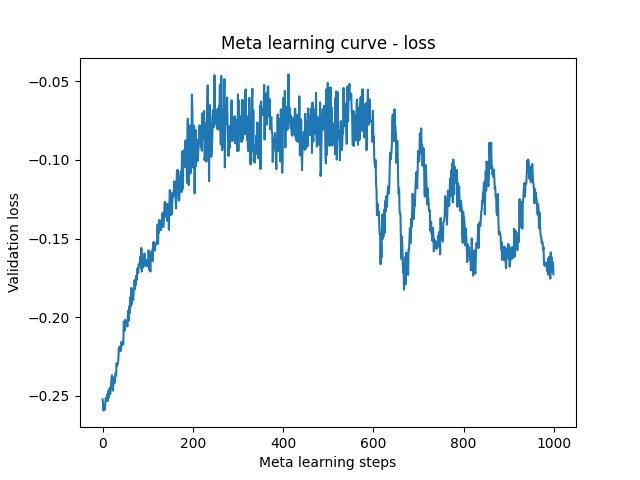 Meta learning curve - loss
Validation loss
−0.05
−0.10
−0.15
−0.20
−0.25
0 200 400 600 800 1000
Meta learning steps